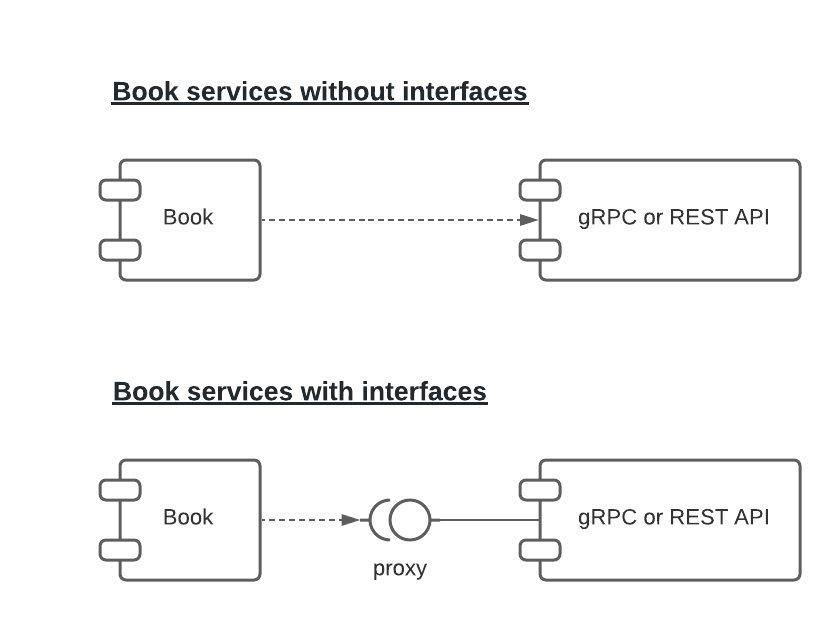 Book services without interfaces
Book
gRPC or REST API
Book services with interfaces
Book
gRPC or REST API
proxy